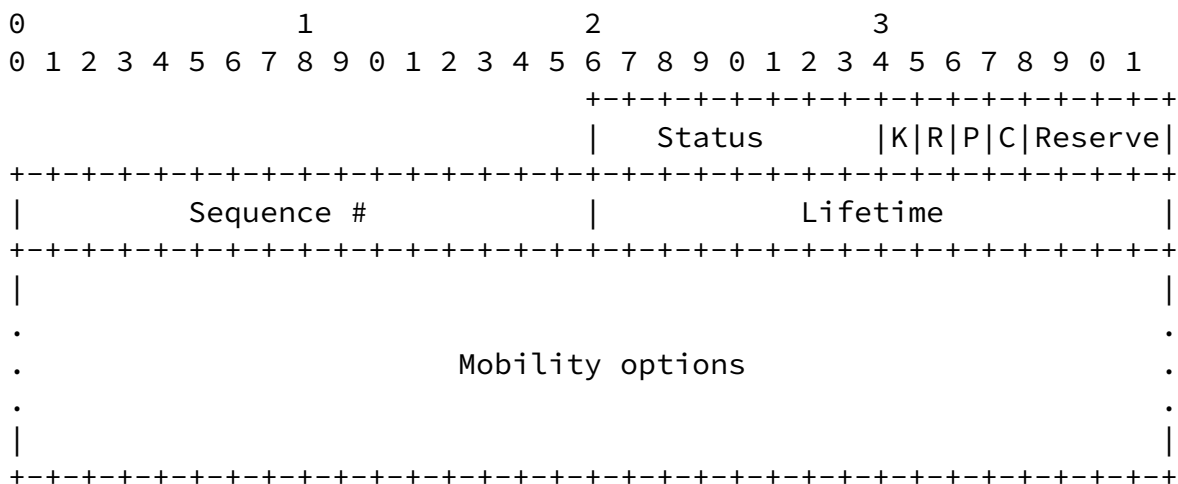 0                   1                   2                   3
0 1 2 3 4 5 6 7 8 9 0 1 2 3 4 5 6 7 8 9 0 1 2 3 4 5 6 7 8 9 0 1
                                +-+-+-+-+-+-+-+-+-+-+-+-+-+-+-+-+
                                |   Status      |K|R|P|C|Reserve|
+-+-+-+-+-+-+-+-+-+-+-+-+-+-+-+-+-+-+-+-+-+-+-+-+-+-+-+-+-+-+-+-+
|         Sequence #            |           Lifetime            |
+-+-+-+-+-+-+-+-+-+-+-+-+-+-+-+-+-+-+-+-+-+-+-+-+-+-+-+-+-+-+-+-+
|                                                               |
.                                                               .
.                        Mobility options                       .
.                                                               .
|                                                               |
+-+-+-+-+-+-+-+-+-+-+-+-+-+-+-+-+-+-+-+-+-+-+-+-+-+-+-+-+-+-+-+-+